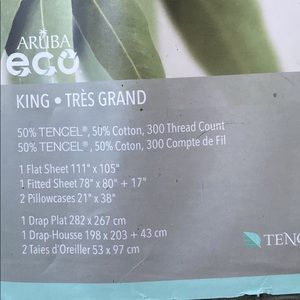 ARUBA
eco
KING • TRÈS GRAND
50% TENCEL®, 50% Cotton, 300 Thread Count
50% TENCEL®, 50% Coton, 300 Compte de Fil
1 Flat Sheet 111" x 105"
1 Fitted Sheet 78" x 80" + 17"
2 Pillowcases 21" x 38"
1 Drap Plat 282 x 267 cm
1 Drap-Housse 198 x 203 + 43 cm
2 Taies d'Oreiller 53 x 97 cm
TENC